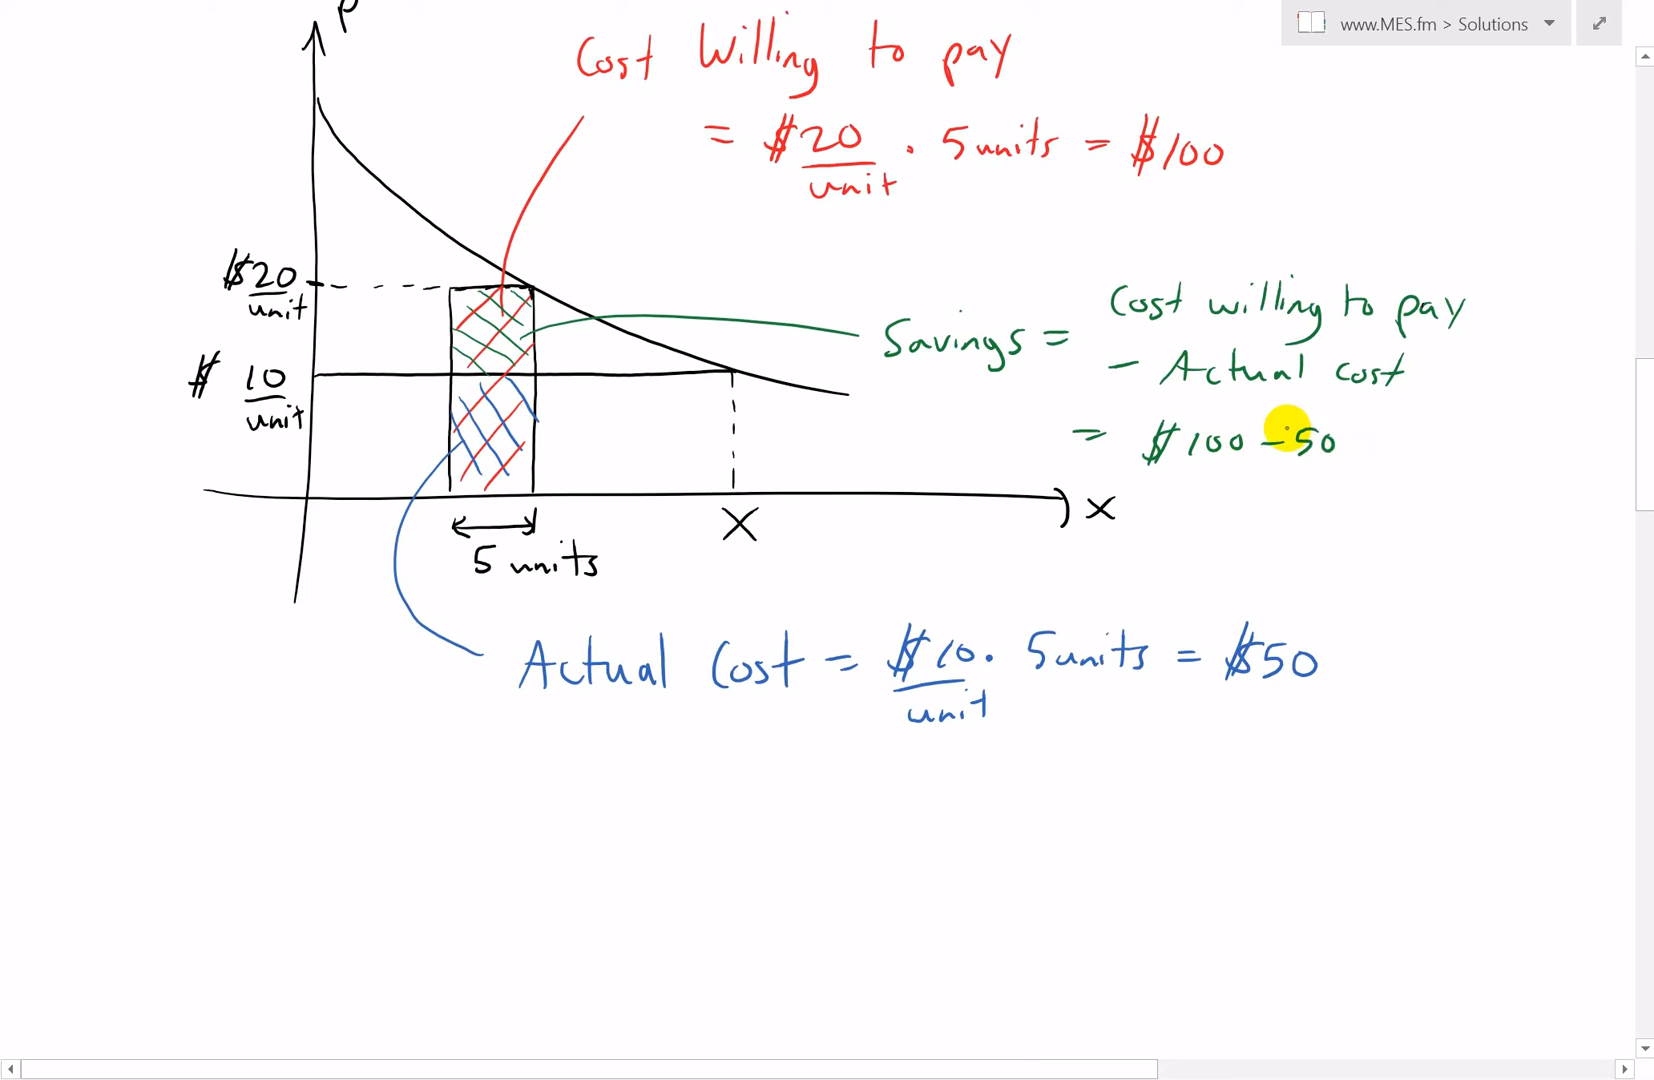 www.MES.fm > Solutions
P
Cost Willing to pay
= $20/unit · 5 units = $100
$20/unit
$10/unit
Savings = Cost willing to pay
- Actual cost
= $100 - 50
X
X
5 units
Actual Cost = $10/unit · 5 units = $50